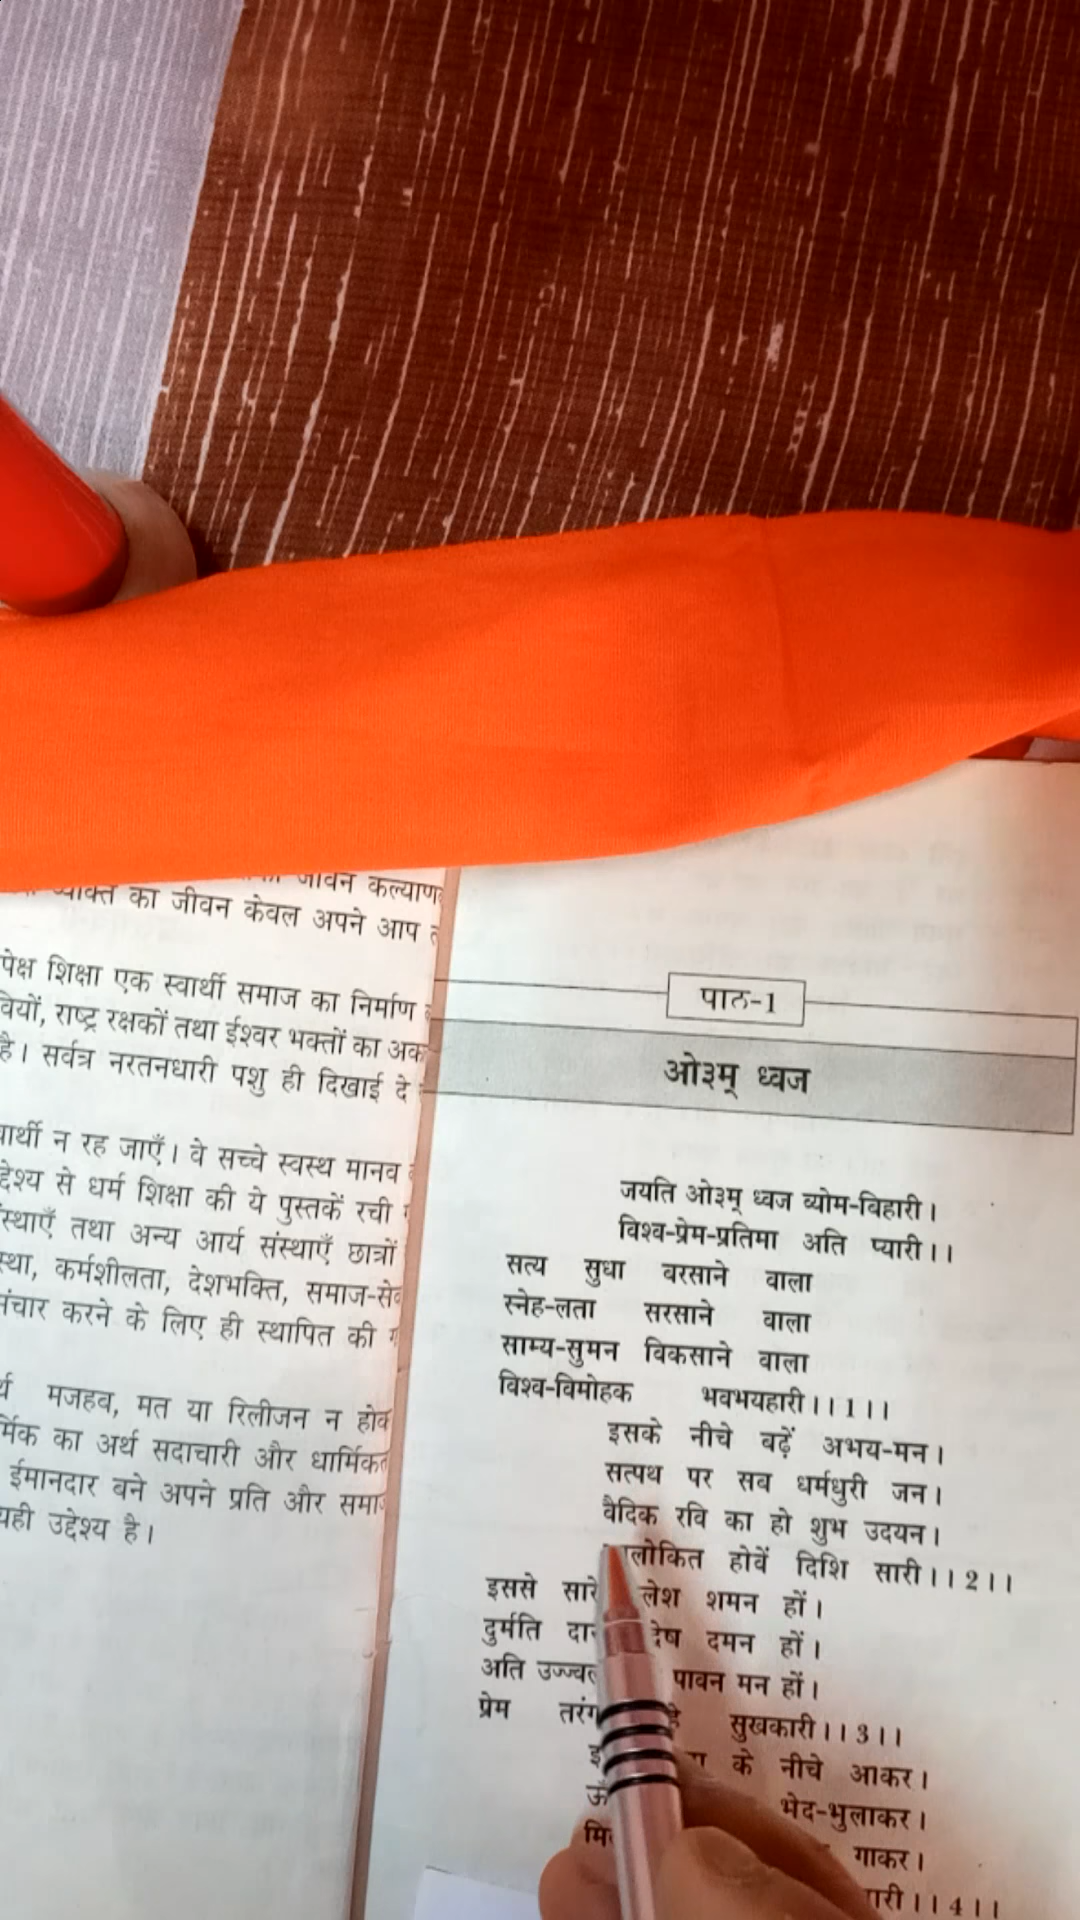 जीवन कल्याण
व्यक्ति का जीवन केवल अपने आप
पेक्ष शिक्षा एक स्वार्थी समाज का निर्माण
वियों, राष्ट्र रक्षकों तथा ईश्वर भक्तों का अक
है। सर्वत्र नरतनधारी पशु ही दिखाई दे
वार्थी न रह जाएँ। वे सच्चे स्वस्थ मानव
द्देश्य से धर्म शिक्षा की ये पुस्तकें रची
ंस्थाएँ तथा अन्य आर्य संस्थाएँ छात्रों
स्था, कर्मशीलता, देशभक्ति, समाज-सेव
संचार करने के लिए ही स्थापित की
र्थ मजहब, मत या रिलीजन न होक
र्मिक का अर्थ सदाचारी और धार्मिक
ईमानदार बने अपने प्रति और समा
यही उद्देश्य है।
पाठ-1
ओ३म् ध्वज
जयति ओ३म् ध्वज व्योम-विहारी।
विश्व-प्रेम-प्रतिमा अति प्यारी।।
सत्य सुधा बरसाने वाला
स्नेह-लता सरसाने वाला
साम्य-सुमन विकसाने वाला
विश्व-विमोहक भवभयहारी।।1।।
इसके नीचे बढ़ें अभय-मन।
सत्पथ पर सब धर्मधुरी जन।
वैदिक रवि का हो शुभ उदयन।
लोकित होवें दिशि सारी।।2।।
इससे सारे लेश शमन हों।
दुर्मति दान द्वेष दमन हों।
अति उज्ज्वल पावन मन हों।
प्रेम तरंग सुखकारी।।3।।
के नीचे आकर।
भेद-भुलाकर।
गाकर।
।।4।।